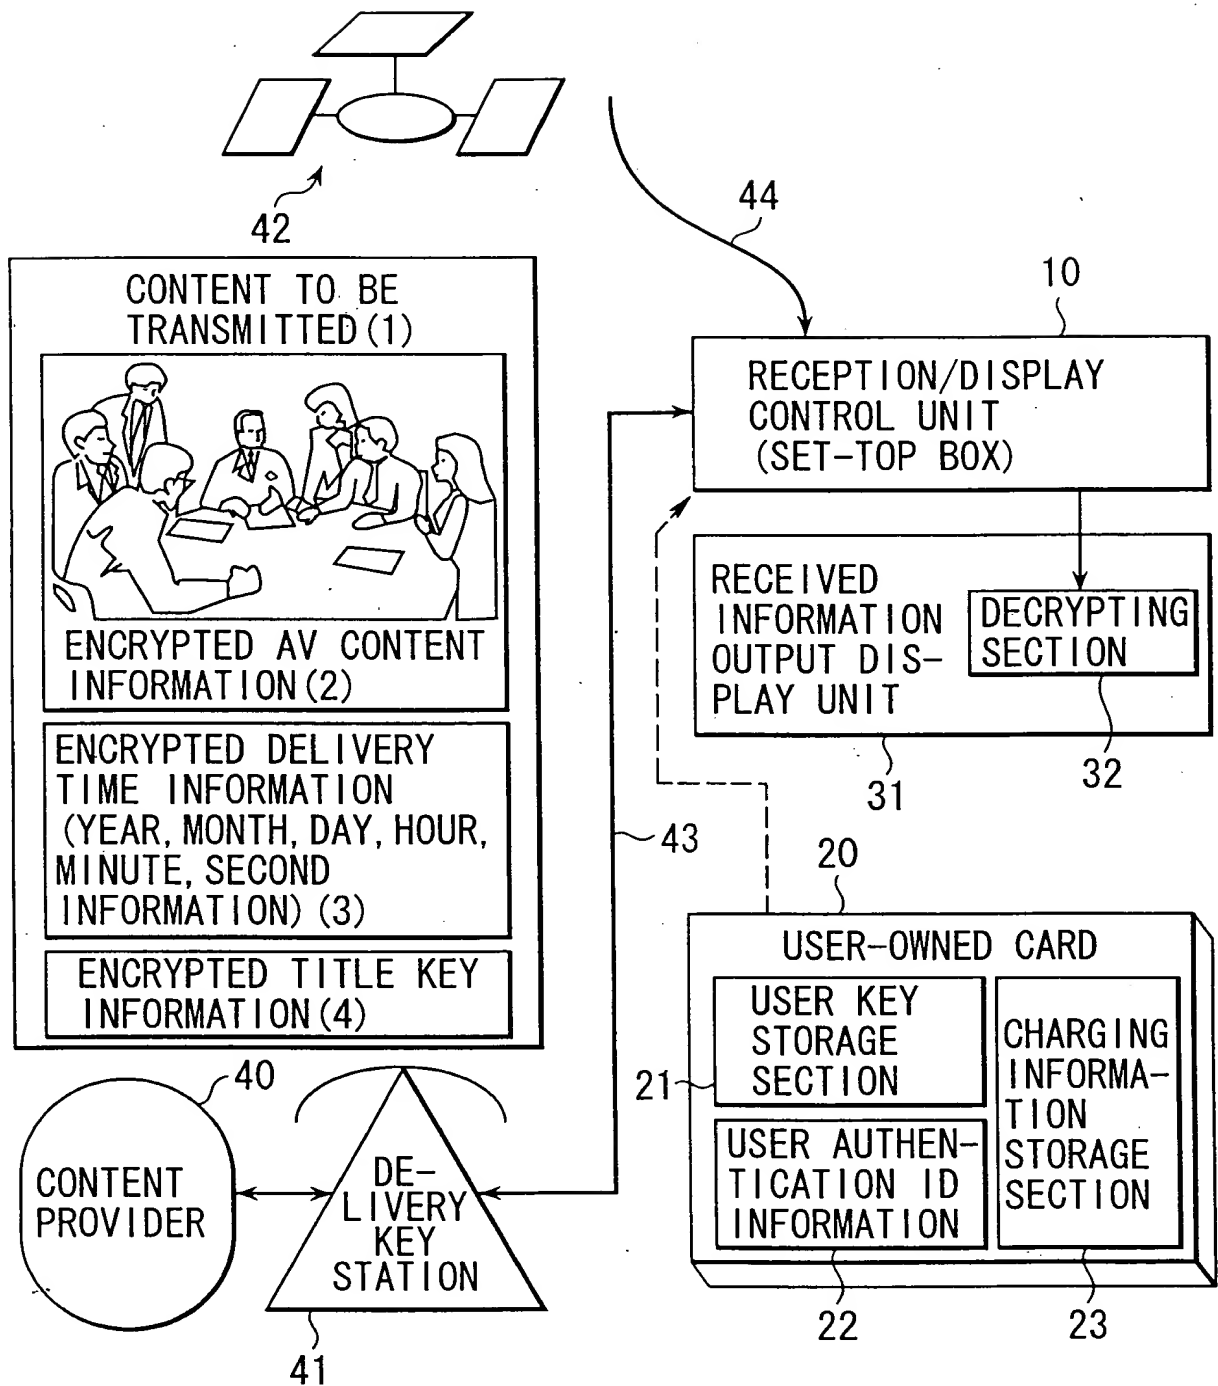 42
44
CONTENT TO BE
TRANSMITTED (1)
ENCRYPTED AV CONTENT
INFORMATION (2)
ENCRYPTED DELIVERY
TIME INFORMATION
(YEAR, MONTH, DAY, HOUR,
MINUTE, SECOND
INFORMATION) (3)
ENCRYPTED TITLE KEY
INFORMATION (4)
40
CONTENT
PROVIDER
DE-
LIVERY
KEY
STATION
41
43
10
RECEPTION/DISPLAY
CONTROL UNIT
(SET-TOP BOX)
RECEIVED
INFORMATION
OUTPUT DIS-
PLAY UNIT
DECRYPTING
SECTION
31
32
20
USER-OWNED CARD
USER KEY
STORAGE
SECTION
21
USER AUTHEN-
TICATION ID
INFORMATION
22
CHARGING
INFORMA-
TION
STORAGE
SECTION
23